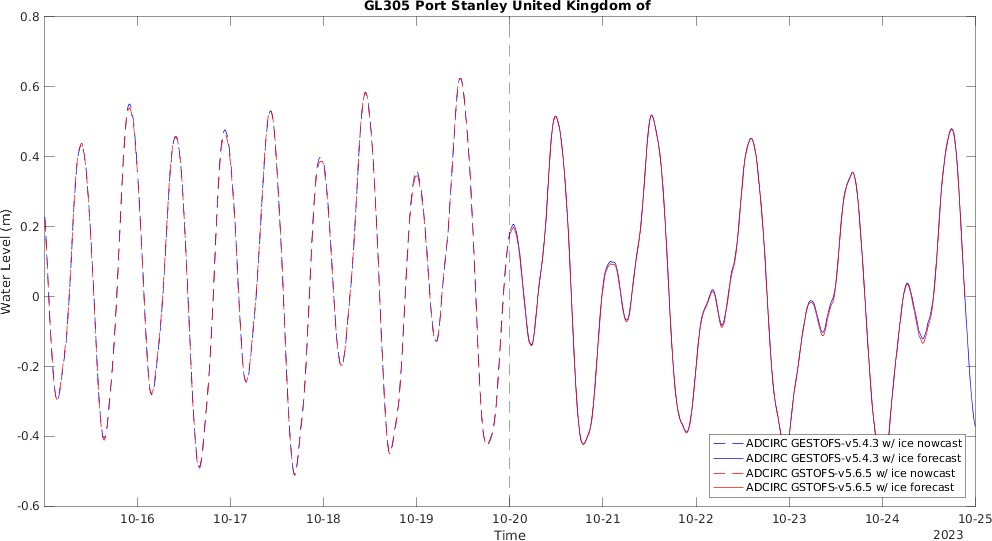 GL305 Port Stanley United Kingdom of
0.8
0.6
0.4
0.2
0
-0.2
-0.4
-0.6
Water Level (m)
10-16
10-17
10-18
10-19
10-20
10-21
10-22
10-23
10-24
10-25
Time
2023
ADCIRC GESTOFS-v5.4.3 w/ ice nowcast
ADCIRC GESTOFS-v5.4.3 w/ ice forecast
ADCIRC GSTOFS-v5.6.5 w/ ice nowcast
ADCIRC GSTOFS-v5.6.5 w/ ice forecast